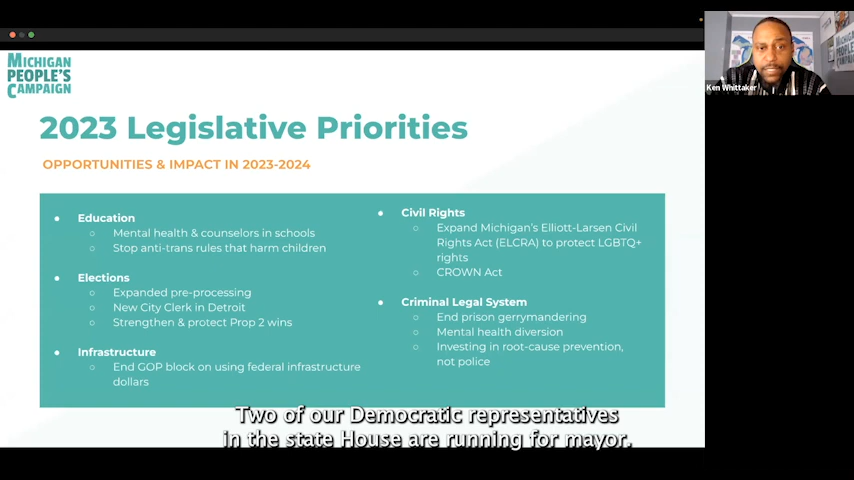 MICHIGAN
PEOPLE'S
CAMPAIGN
2023 Legislative Priorities
OPPORTUNITIES & IMPACT IN 2023-2024
● Education
○ Mental health & counselors in schools
○ Stop anti-trans rules that harm children
● Elections
○ Expanded pre-processing
○ New City Clerk in Detroit
○ Strengthen & protect Prop 2 wins
● Infrastructure
○ End GOP block on using federal infrastructure
dollars
● Civil Rights
○ Expand Michigan's Elliott-Larsen Civil
Rights Act (ELCRA) to protect LGBTQ+
rights
○ CROWN Act
● Criminal Legal System
○ End prison gerrymandering
○ Mental health diversion
○ Investing in root-cause prevention,
not police
MICHIGAN
PEOPLE'S
CAMPAIGN
Ken Whittaker
Two of our Democratic representatives
in the state House are running for mayor.